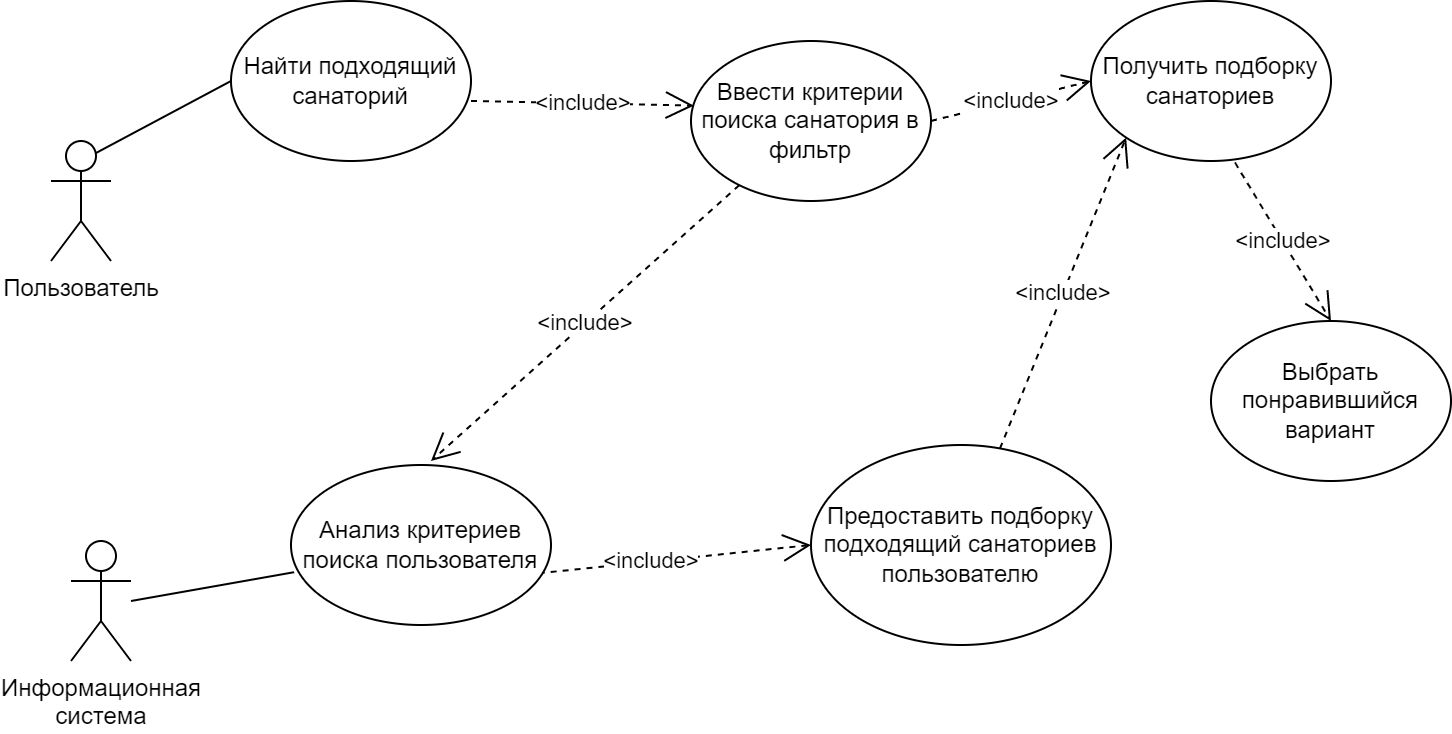 Найти подходящий
санаторий
<include>
Ввести критерии
поиска санатория в
фильтр
<include>
Получить подборку
санаториев
Пользователь
<include>
<include>
<include>
Выбрать
понравившийся
вариант
Анализ критериев
поиска пользователя
<include>
Предоставить подборку
подходящий санаториев
пользователю
Информационная
система